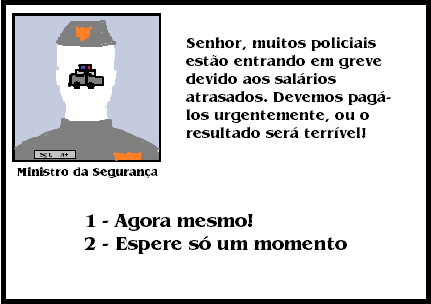 Senhor, muitos policiais
estão entrando em greve
devido aos salários
atrasados. Devemos pagá-
los urgentemente, ou o
resultado será terrível!
Ministro da Segurança
1 - Agora mesmo!
2 - Espere só um momento